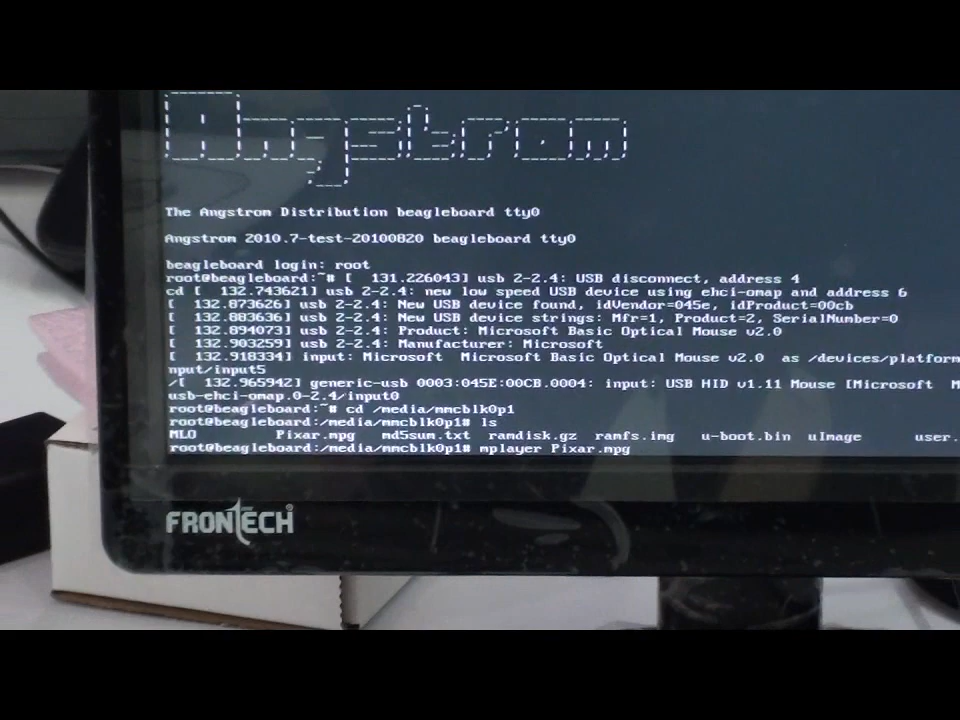 Angstrom
The Angstrom Distribution beagleboard tty0
Angstrom 2010.7-test-20100820 beagleboard tty0
beagleboard login: root
root@beagleboard:~# [  131.226043] usb 2-2.4: USB disconnect, address 4
cd [  132.743621] usb 2-2.4: new low speed USB device using ehci-omap and address 6
[  132.873626] usb 2-2.4: New USB device found, idVendor=045e, idProduct=00cb
[  132.883636] usb 2-2.4: New USB device strings: Mfr=1, Product=2, SerialNumber=0
[  132.894073] usb 2-2.4: Product: Microsoft Basic Optical Mouse v2.0
[  132.903259] usb 2-2.4: Manufacturer: Microsoft
[  132.918334] input: Microsoft  Microsoft Basic Optical Mouse v2.0  as /devices/platform
nput/input5
/[  132.965942] generic-usb 0003:045E:00CB.0004: input: USB HID v1.11 Mouse [Microsoft  M
usb-ehci-omap.0-2.4/input0
root@beagleboard:~# cd /media/mmcblk0p1
root@beagleboard:/media/mmcblk0p1# ls
MLO Pixar.mpg md5sum.txt ramdisk.gz ramfs.img u-boot.bin uImage user.
root@beagleboard:/media/mmcblk0p1# mplayer Pixar.mpg
FRONTECH